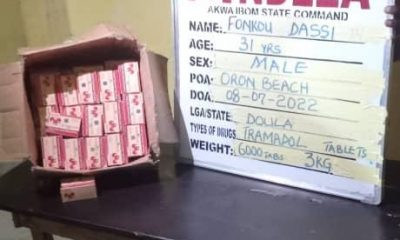 NDLEA
AKWA IBOM STATE COMMAND
NAME: FONKOU DASSI
AGE: 31 YRS
SEX: MALE
POA: ORON BEACH
DOA: 08-07-2022
LGA/STATE: DOULA
TYPES OF DRUGS: TRAMADOL TABLETS
WEIGHT: 6000 TABS 3KG